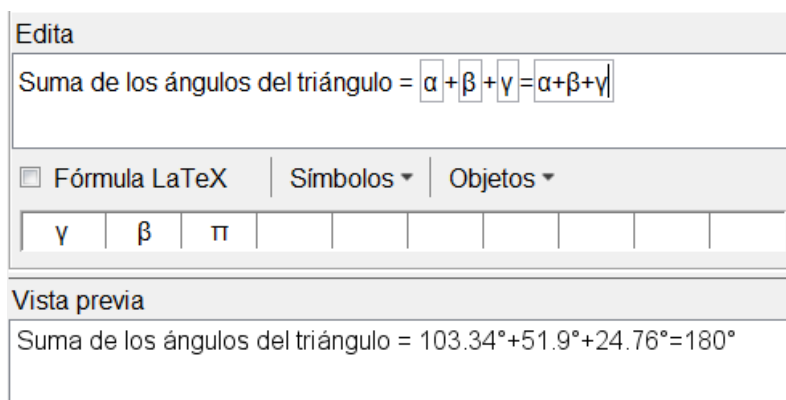 Edita
Suma de los ángulos del triángulo = α+β+γ=α+β+γ
Fórmula LaTeX Símbolos Objetos
γ β π
Vista previa
Suma de los ángulos del triángulo = 103.34°+51.9°+24.76°=180°